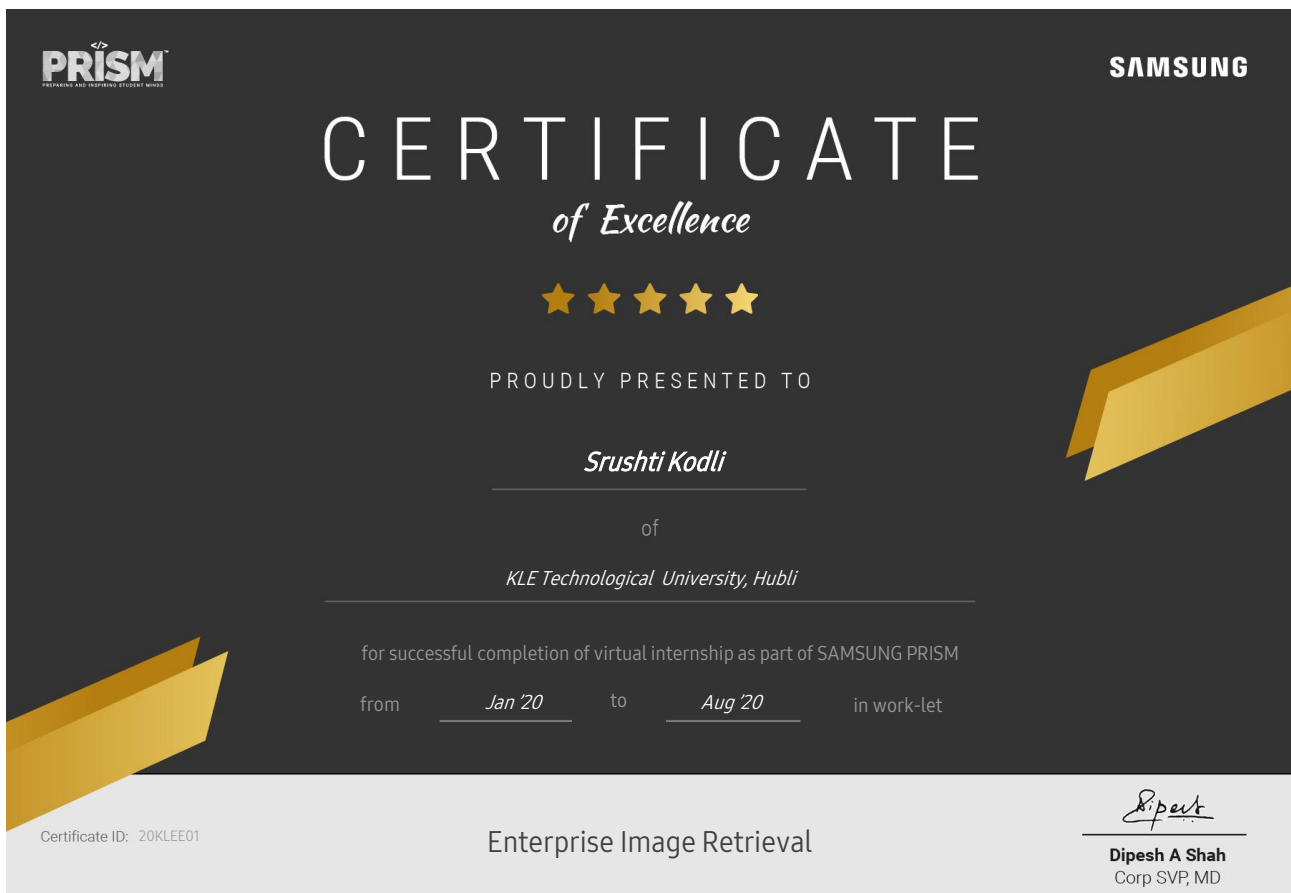 </>
PRISM™
PREPARING AND INSPIRING STUDENT MINDS
SAMSUNG
CERTIFICATE
of Excellence
PROUDLY PRESENTED TO
Srushti Kodli
of
KLE Technological University, Hubli
for successful completion of virtual internship as part of SAMSUNG PRISM
from Jan '20 to Aug '20 in work-let
Certificate ID: 20KLEE01
Enterprise Image Retrieval
Dipesh
Dipesh A Shah
Corp SVP, MD